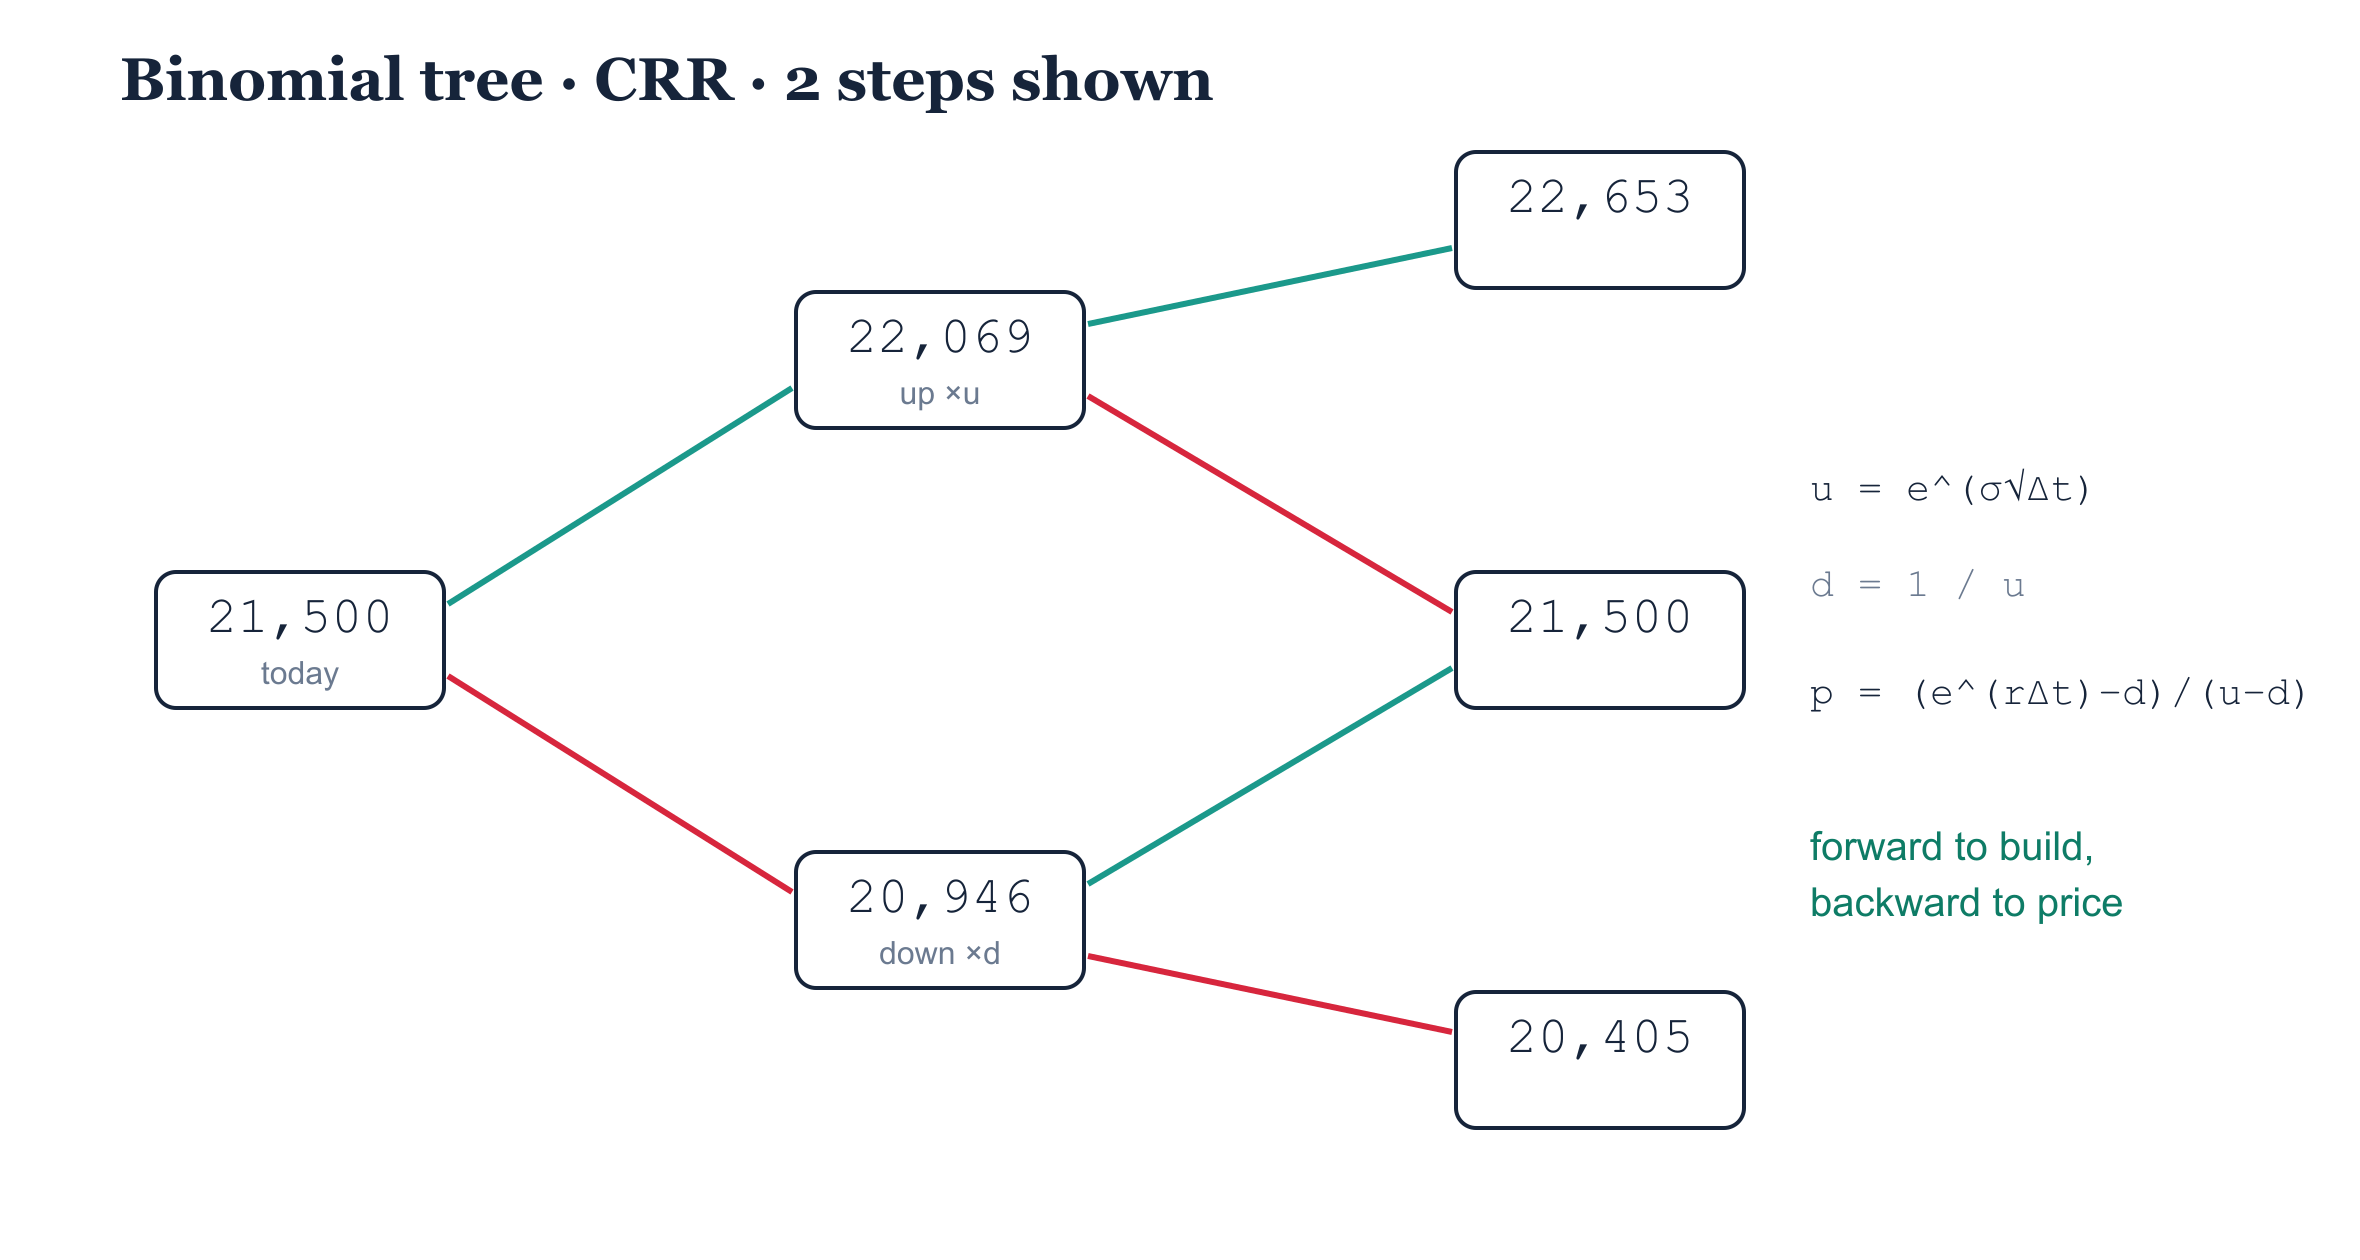 Binomial tree · CRR · 2 steps shown
22,653
22,069
up ×u
u = e^(σ√Δt)
d = 1 / u
21,500
today
21,500
p = (e^(rΔt)−d)/(u−d)
forward to build,
backward to price
20,946
down ×d
20,405